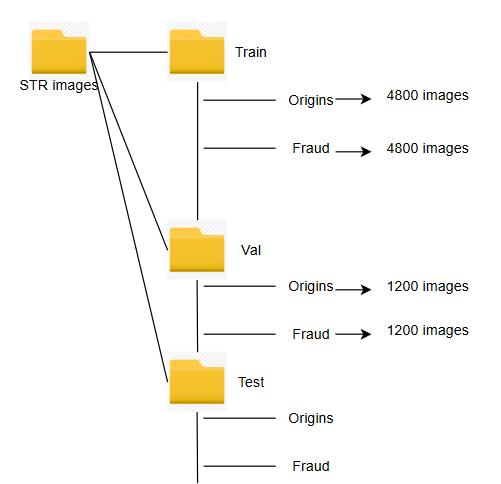 STR images
Train
Origins 4800 images
Fraud 4800 images
Val
Origins 1200 images
Fraud 1200 images
Test
Origins
Fraud